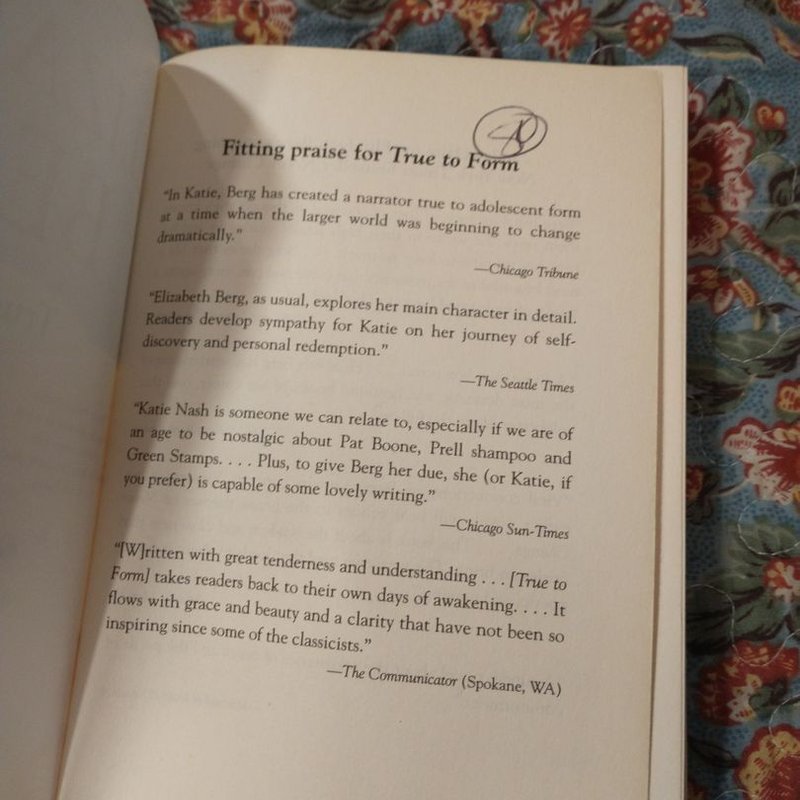 Fitting praise for True to Form
“In Katie, Berg has created a narrator true to adolescent form
at a time when the larger world was beginning to change
dramatically.”
—Chicago Tribune
“Elizabeth Berg, as usual, explores her main character in detail.
Readers develop sympathy for Katie on her journey of self-
discovery and personal redemption.”
—The Seattle Times
“Katie Nash is someone we can relate to, especially if we are of
an age to be nostalgic about Pat Boone, Prell shampoo and
Green Stamps. . . . Plus, to give Berg her due, she (or Katie, if
you prefer) is capable of some lovely writing.”
—Chicago Sun-Times
“[W]ritten with great tenderness and understanding . . . [True to
Form] takes readers back to their own days of awakening. . . . It
flows with grace and beauty and a clarity that have not been so
inspiring since some of the classicists.”
—The Communicator (Spokane, WA)